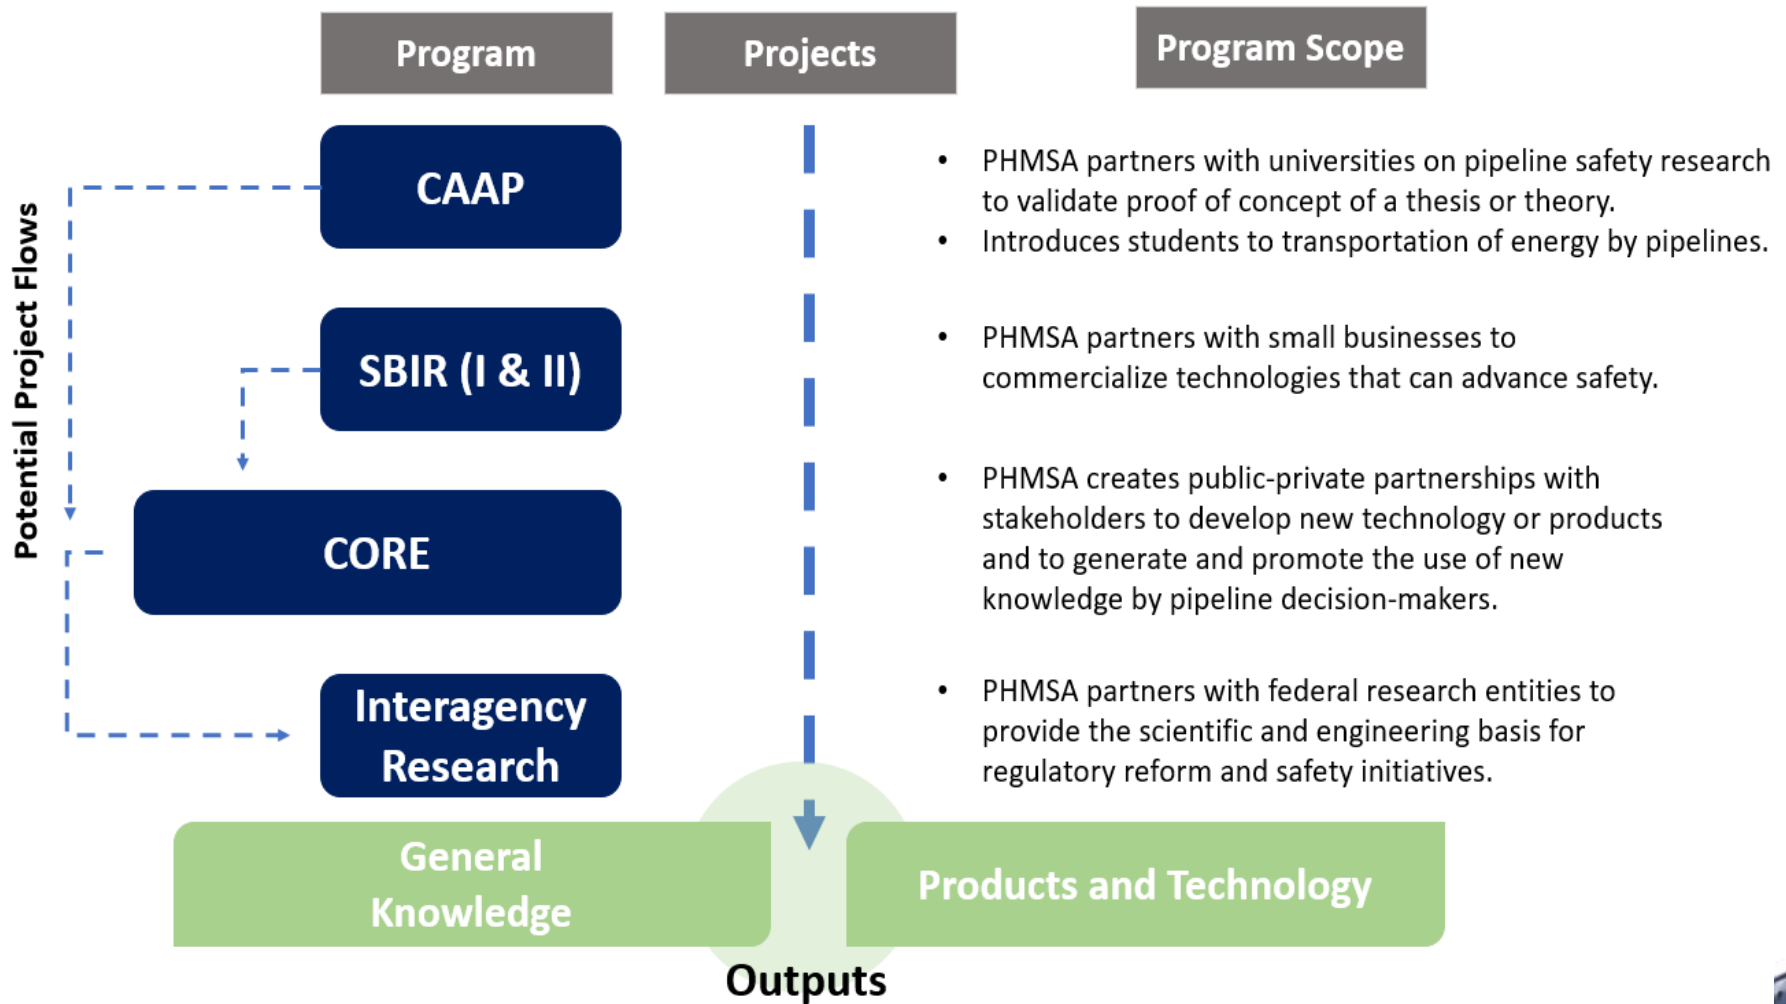 Program
Projects
Program Scope
Potential Project Flows
CAAP
• PHMSA partners with universities on pipeline safety research
to validate proof of concept of a thesis or theory.
• Introduces students to transportation of energy by pipelines.
SBIR (I & II)
• PHMSA partners with small businesses to
commercialize technologies that can advance safety.
CORE
• PHMSA creates public-private partnerships with
stakeholders to develop new technology or products
and to generate and promote the use of new
knowledge by pipeline decision-makers.
Interagency
Research
• PHMSA partners with federal research entities to
provide the scientific and engineering basis for
regulatory reform and safety initiatives.
General
Knowledge
Products and Technology
Outputs